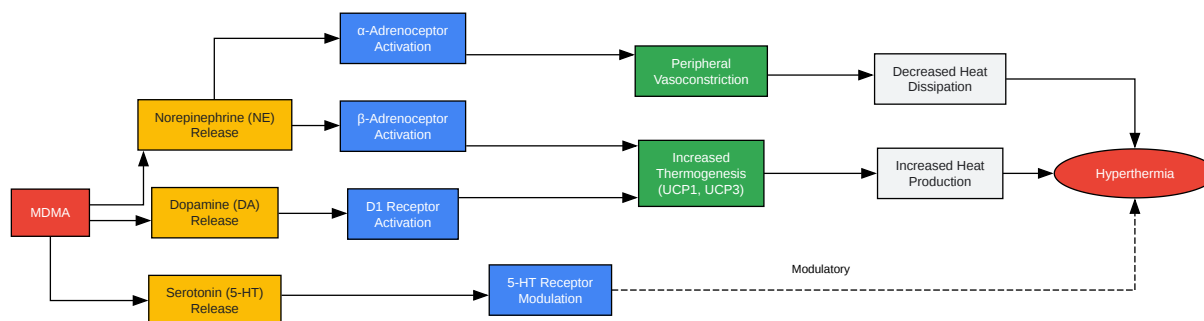 α-Adrenoceptor
Activation
Peripheral
Vasoconstriction
Decreased Heat
Dissipation
Norepinephrine (NE)
Release
β-Adrenoceptor
Activation
Increased
Thermogenesis
(UCP1, UCP3)
Increased Heat
Production
Hyperthermia
MDMA
Dopamine (DA)
Release
D1 Receptor
Activation
Serotonin (5-HT)
Release
5-HT Receptor
Modulation
Modulatory